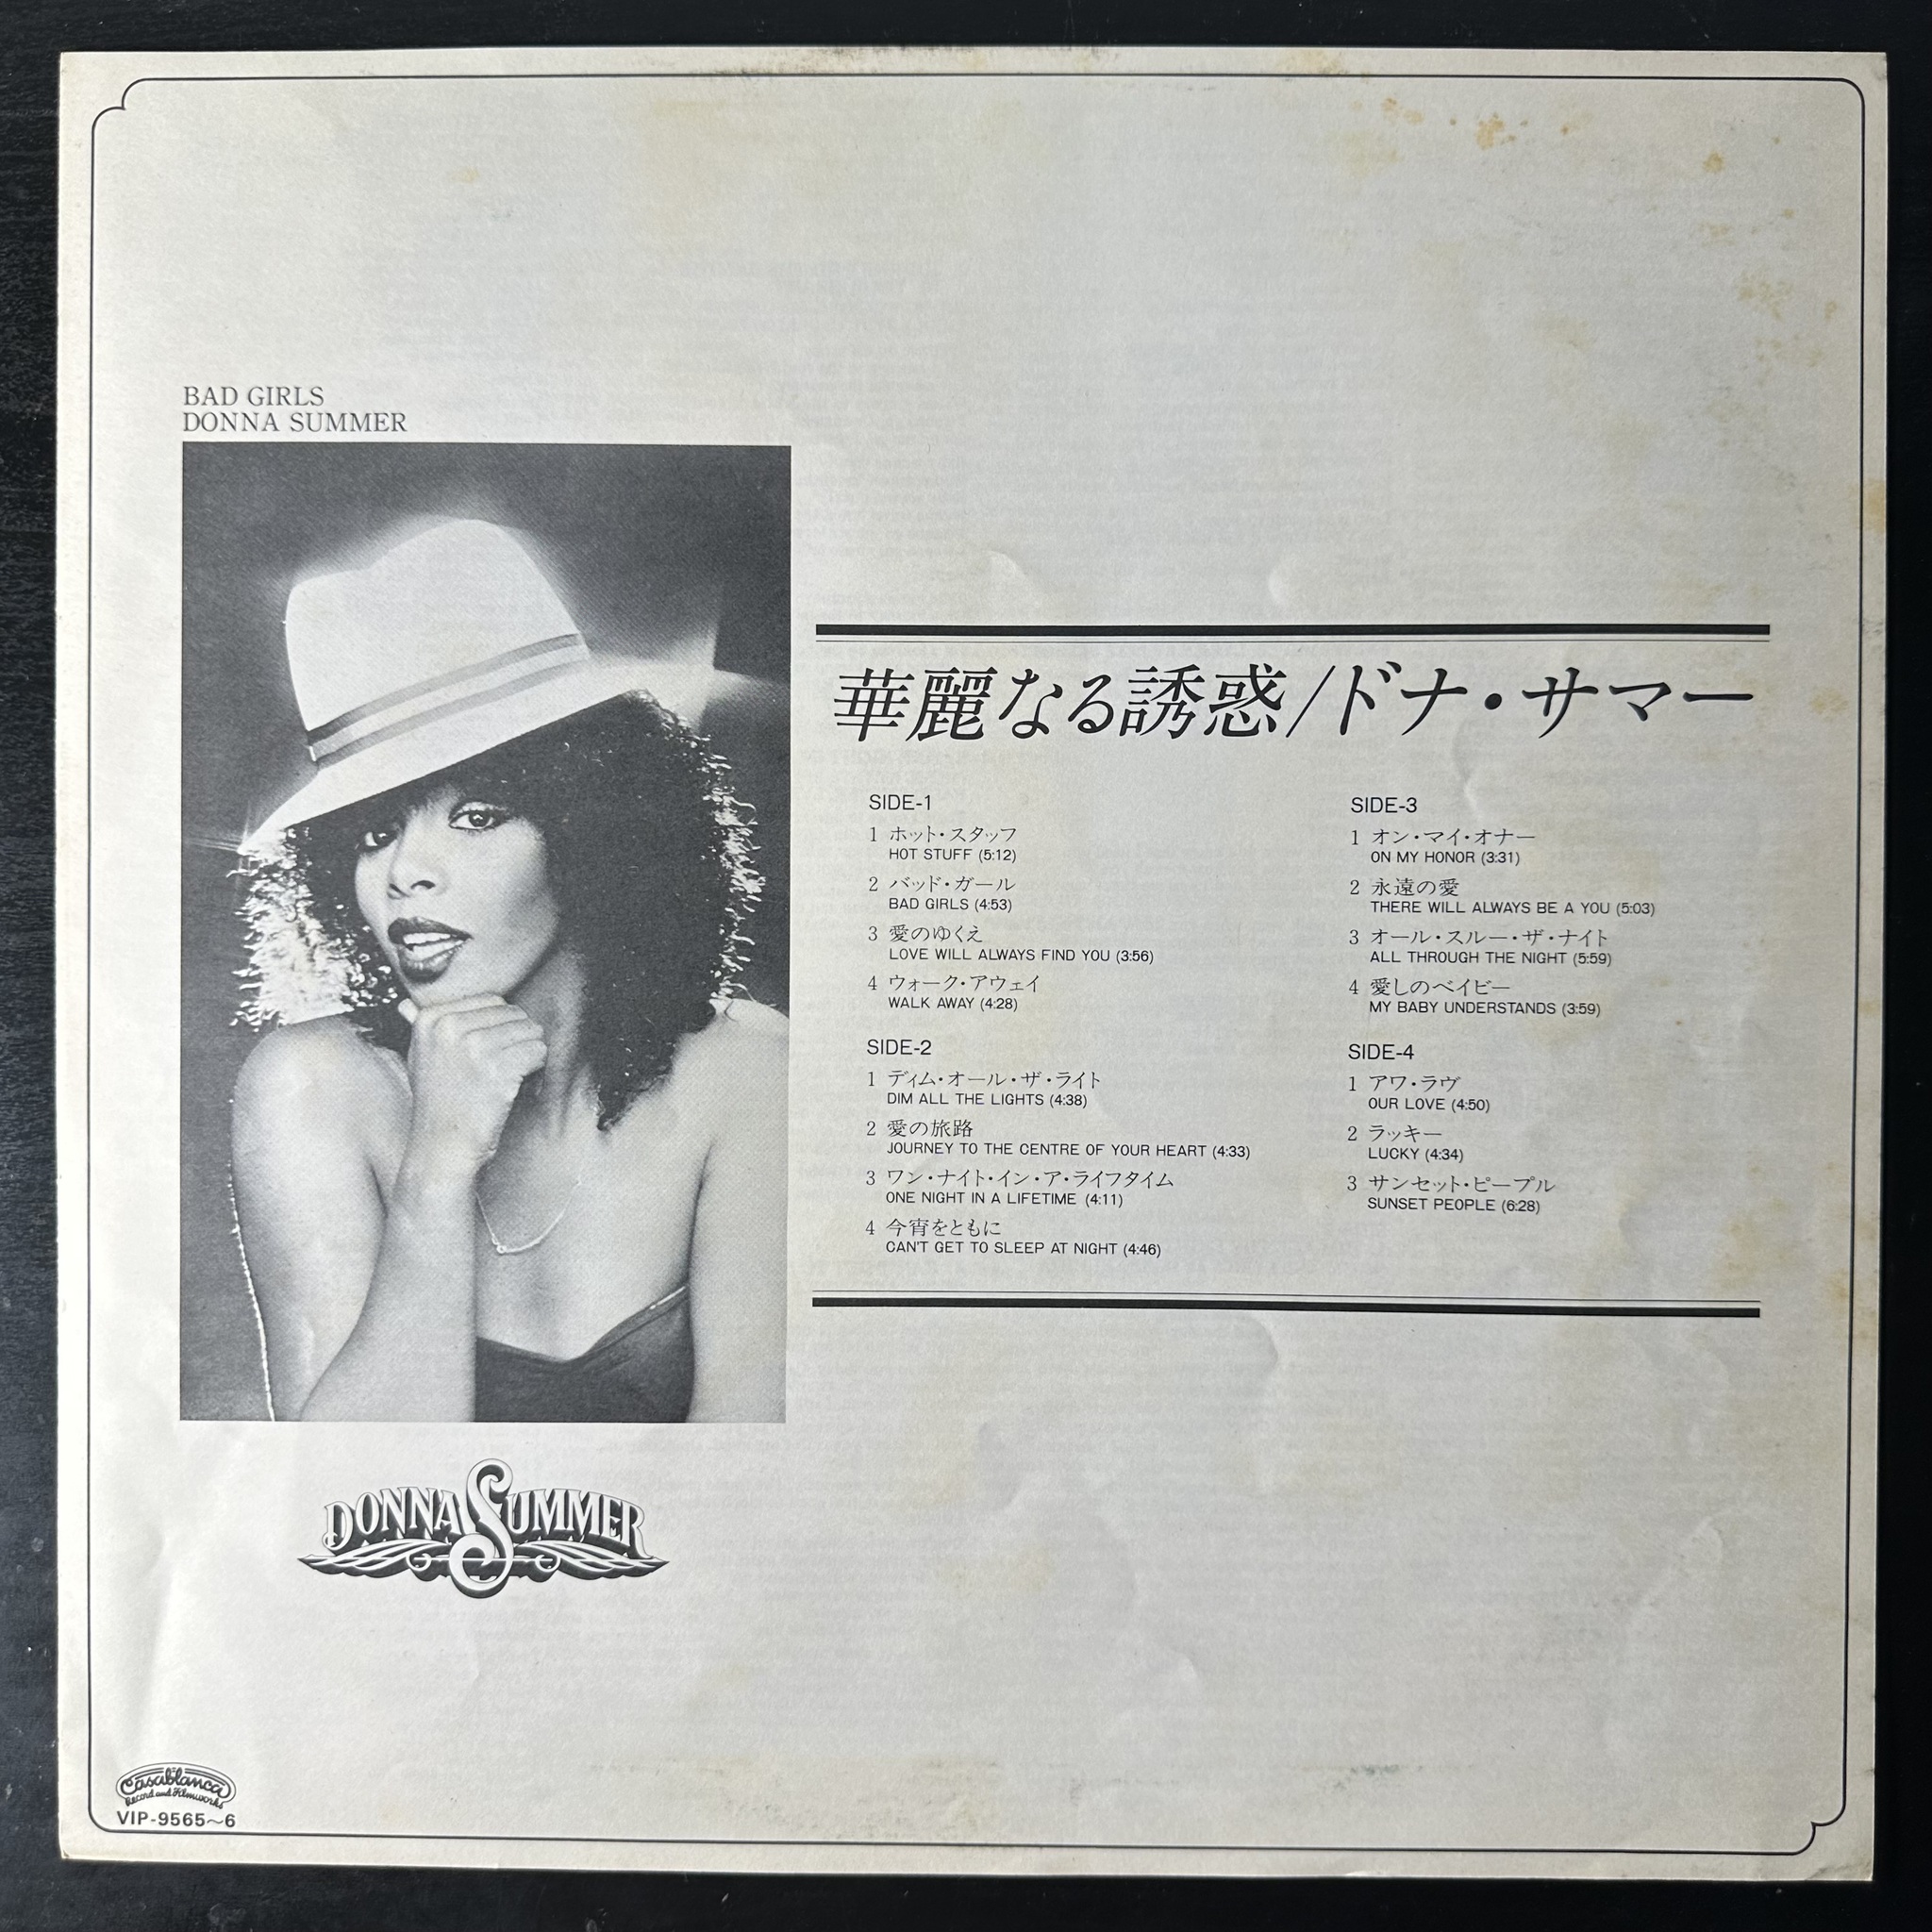 BAD GIRLS
DONNA SUMMER
華麗なる誘惑/ドナ・サマー
SIDE-1
1 ホット・スタッフ
HOT STUFF (5:12)
2 バッド・ガール
BAD GIRLS (4:53)
3 愛のゆくえ
LOVE WILL ALWAYS FIND YOU (3:56)
4 ウォーク・アウェイ
WALK AWAY (4:28)
SIDE-2
1 ディム・オール・ザ・ライト
DIM ALL THE LIGHTS (4:38)
2 愛の旅路
JOURNEY TO THE CENTRE OF YOUR HEART (4:33)
3 ワン・ナイト・イン・ア・ライフタイム
ONE NIGHT IN A LIFETIME (4:11)
4 今宵をともに
CAN'T GET TO SLEEP AT NIGHT (4:46)
SIDE-3
1 オン・マイ・オナー
ON MY HONOR (3:31)
2 永遠の愛
THERE WILL ALWAYS BE A YOU (5:03)
3 オール・スルー・ザ・ナイト
ALL THROUGH THE NIGHT (5:59)
4 愛しのベイビー
MY BABY UNDERSTANDS (3:59)
SIDE-4
1 アワ・ラヴ
OUR LOVE (4:50)
2 ラッキー
LUCKY (4:34)
3 サンセット・ピープル
SUNSET PEOPLE (6:28)
DONNA SUMMER
Casablanca
Record and Filmworks
VIP-9565〜6